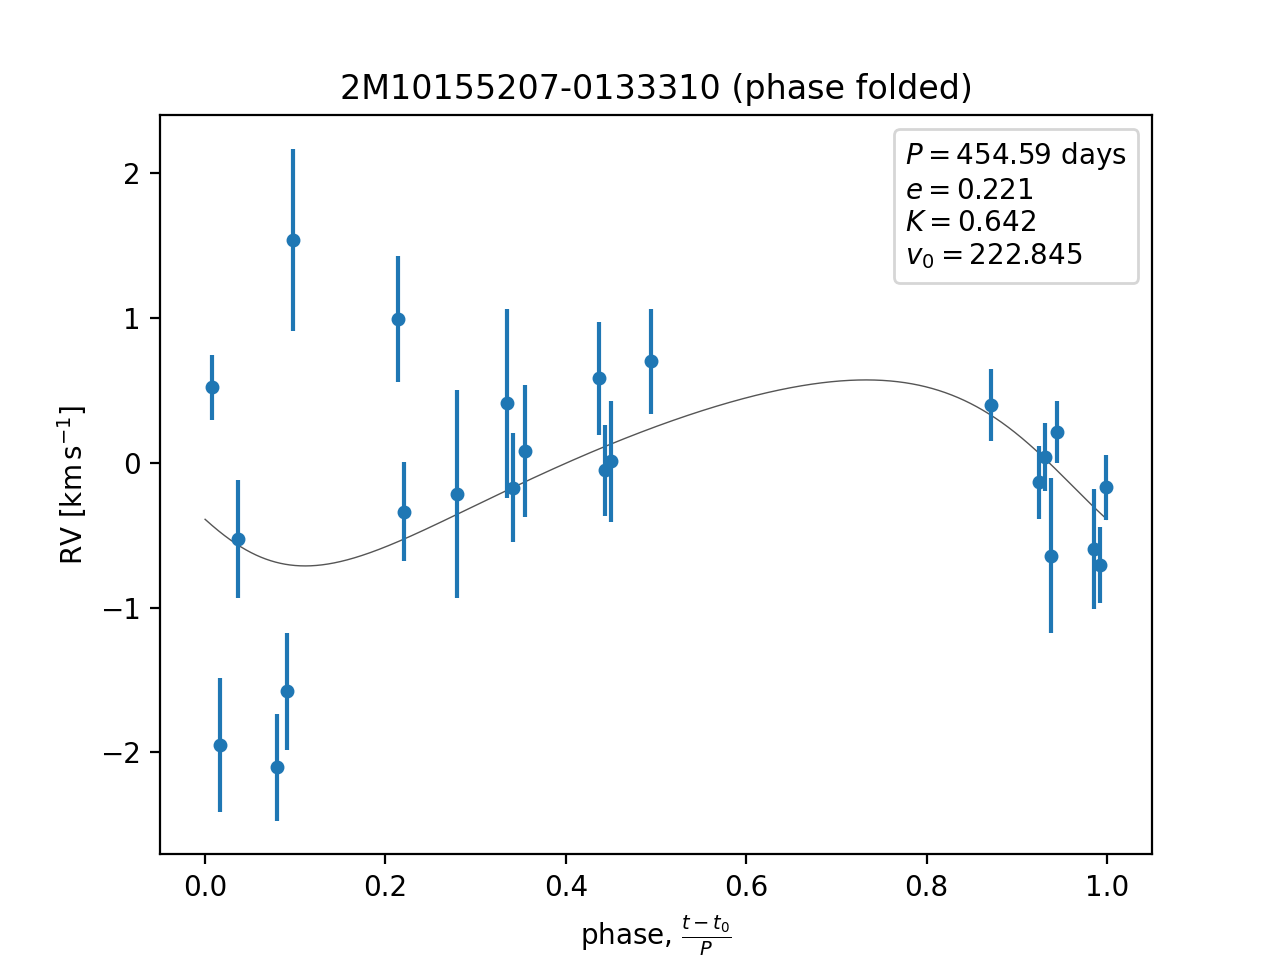 2M10155207-0133310 (phase folded)
P = 454.59 days
e = 0.221
K = 0.642
v₀ = 222.845
2
1
0
−1
−2
RV [km s⁻¹]
0.0 0.2 0.4 0.6 0.8 1.0
phase, (t − t₀)/P